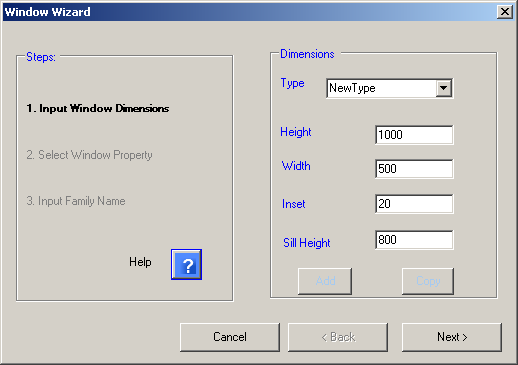 Window Wizard
Steps:
1. Input Window Dimensions
2. Select Window Property
3. Input Family Name
Help
?
Dimensions
Type
NewType
Height
1000
Width
500
Inset
20
Sill Height
800
Add
Copy
Cancel
< Back
Next >